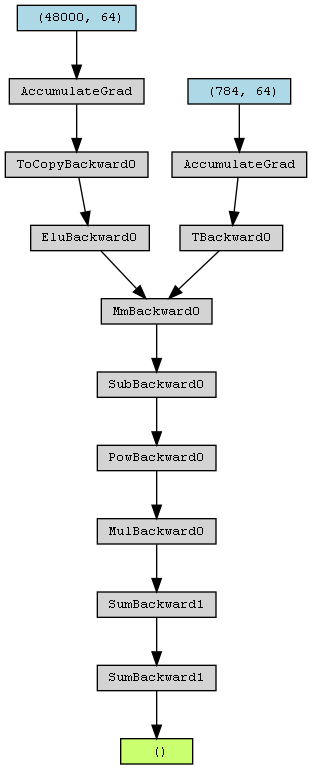 (48000, 64)
AccumulateGrad
(784, 64)
ToCopyBackward0
AccumulateGrad
EluBackward0
TBackward0
MmBackward0
SubBackward0
PowBackward0
MulBackward0
SumBackward1
SumBackward1
()